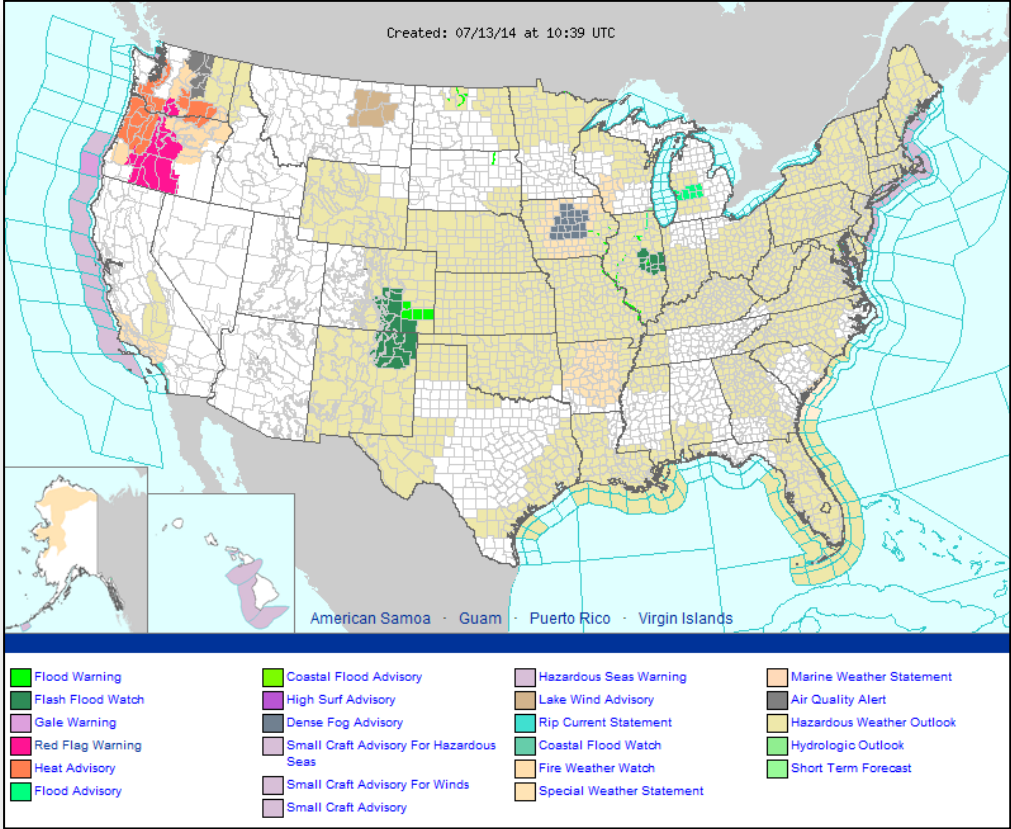 Created: 07/13/14 at 10:39 UTC
American Samoa · Guam · Puerto Rico · Virgin Islands
Flood Warning
Flash Flood Watch
Gale Warning
Red Flag Warning
Heat Advisory
Flood Advisory
Coastal Flood Advisory
High Surf Advisory
Dense Fog Advisory
Small Craft Advisory For Hazardous
Seas
Small Craft Advisory For Winds
Small Craft Advisory
Hazardous Seas Warning
Lake Wind Advisory
Rip Current Statement
Coastal Flood Watch
Fire Weather Watch
Special Weather Statement
Marine Weather Statement
Air Quality Alert
Hazardous Weather Outlook
Hydrologic Outlook
Short Term Forecast